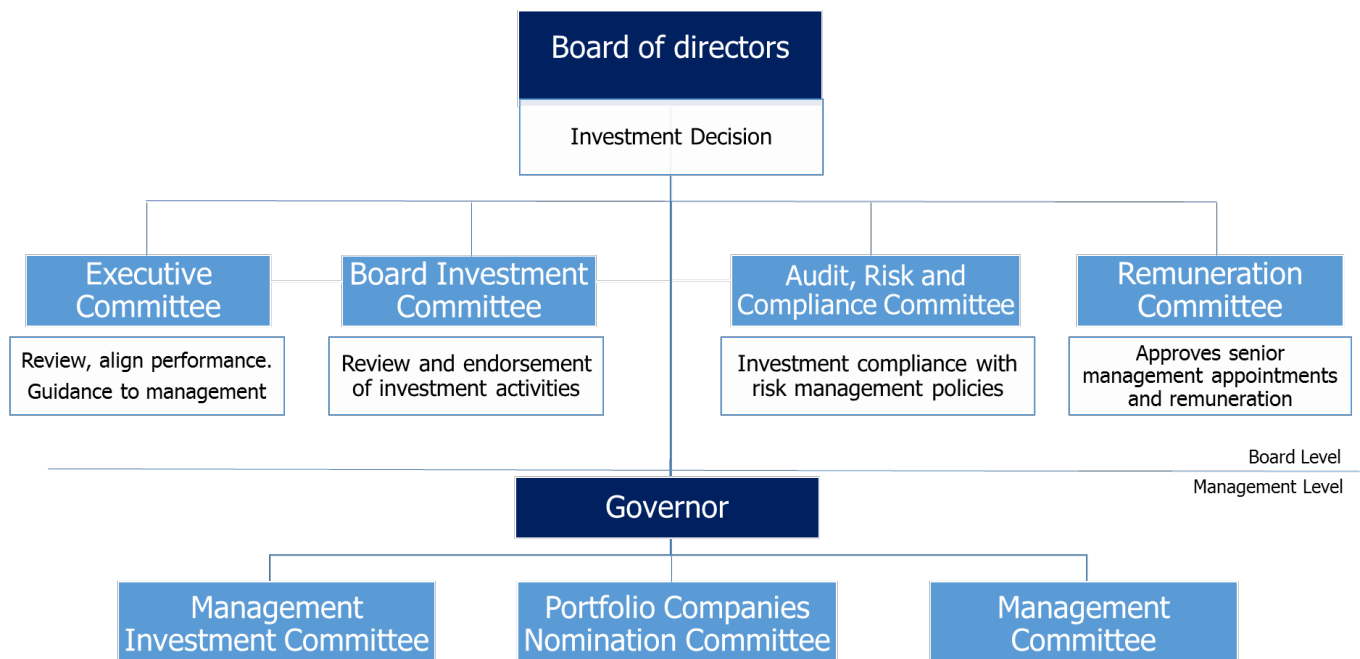 Board of directors
Investment Decision
Executive
Committee
Review, align performance.
Guidance to management
Board Investment
Committee
Review and endorsement
of investment activities
Audit, Risk and
Compliance Committee
Investment compliance with
risk management policies
Remuneration
Committee
Approves senior
management appointments
and remuneration
Board Level
Management Level
Governor
Management
Investment Committee
Portfolio Companies
Nomination Committee
Management
Committee